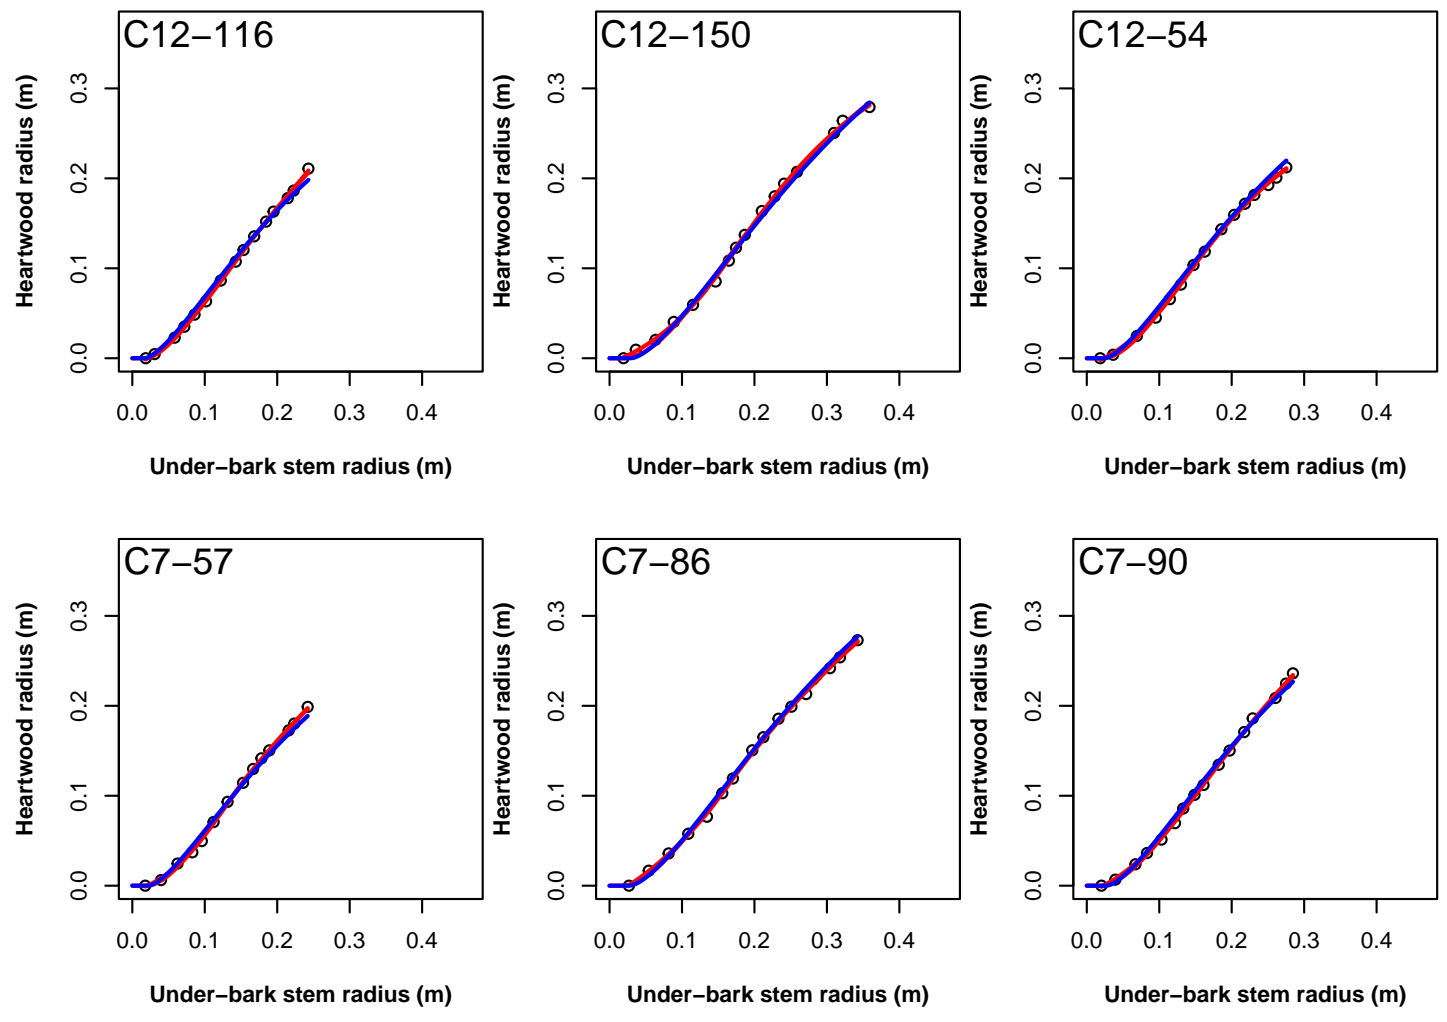 C12−116
Heartwood radius (m)
0.0 0.1 0.2 0.3
0.0 0.1 0.2 0.3 0.4
Under−bark stem radius (m)
C12−150
Heartwood radius (m)
0.0 0.1 0.2 0.3
0.0 0.1 0.2 0.3 0.4
Under−bark stem radius (m)
C12−54
Heartwood radius (m)
0.0 0.1 0.2 0.3
0.0 0.1 0.2 0.3 0.4
Under−bark stem radius (m)
C7−57
Heartwood radius (m)
0.0 0.1 0.2 0.3
0.0 0.1 0.2 0.3 0.4
Under−bark stem radius (m)
C7−86
Heartwood radius (m)
0.0 0.1 0.2 0.3
0.0 0.1 0.2 0.3 0.4
Under−bark stem radius (m)
C7−90
Heartwood radius (m)
0.0 0.1 0.2 0.3
0.0 0.1 0.2 0.3 0.4
Under−bark stem radius (m)